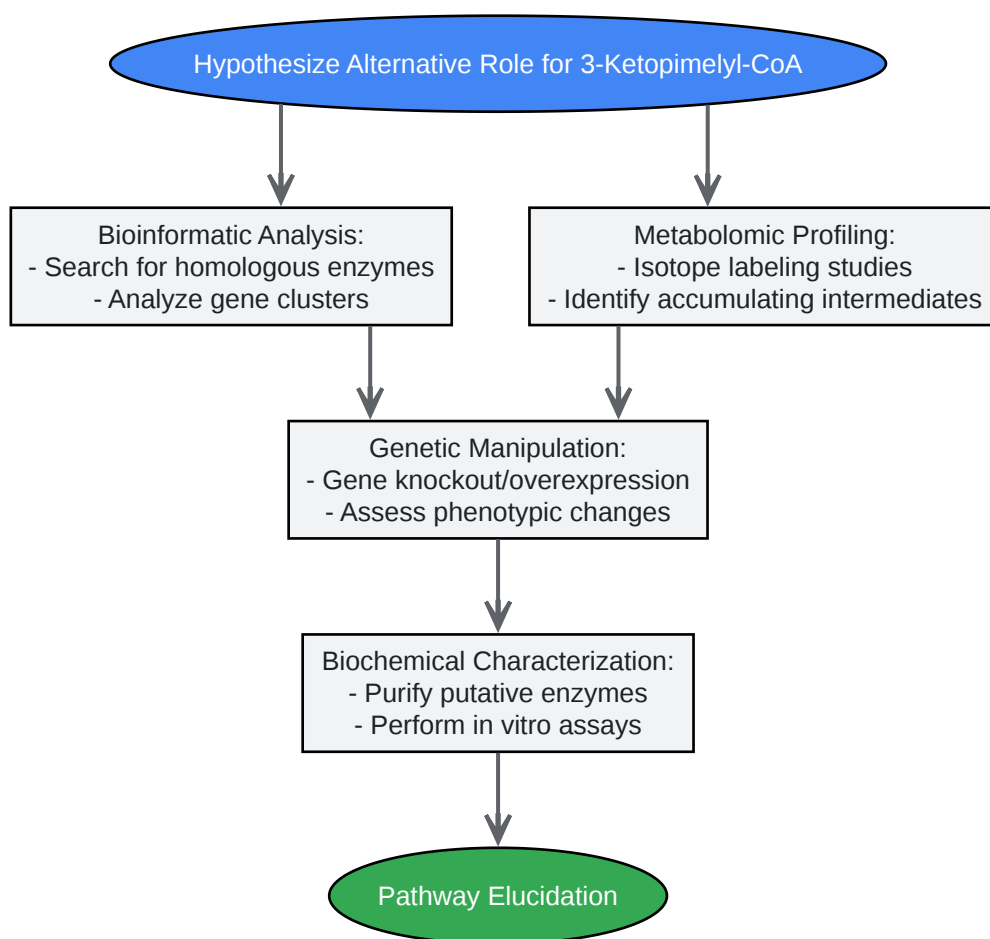 Hypothesize Alternative Role for 3-Ketopimelyl-CoA
Bioinformatic Analysis:
- Search for homologous enzymes
- Analyze gene clusters
Metabolomic Profiling:
- Isotope labeling studies
- Identify accumulating intermediates
Genetic Manipulation:
- Gene knockout/overexpression
- Assess phenotypic changes
Biochemical Characterization:
- Purify putative enzymes
- Perform in vitro assays
Pathway Elucidation